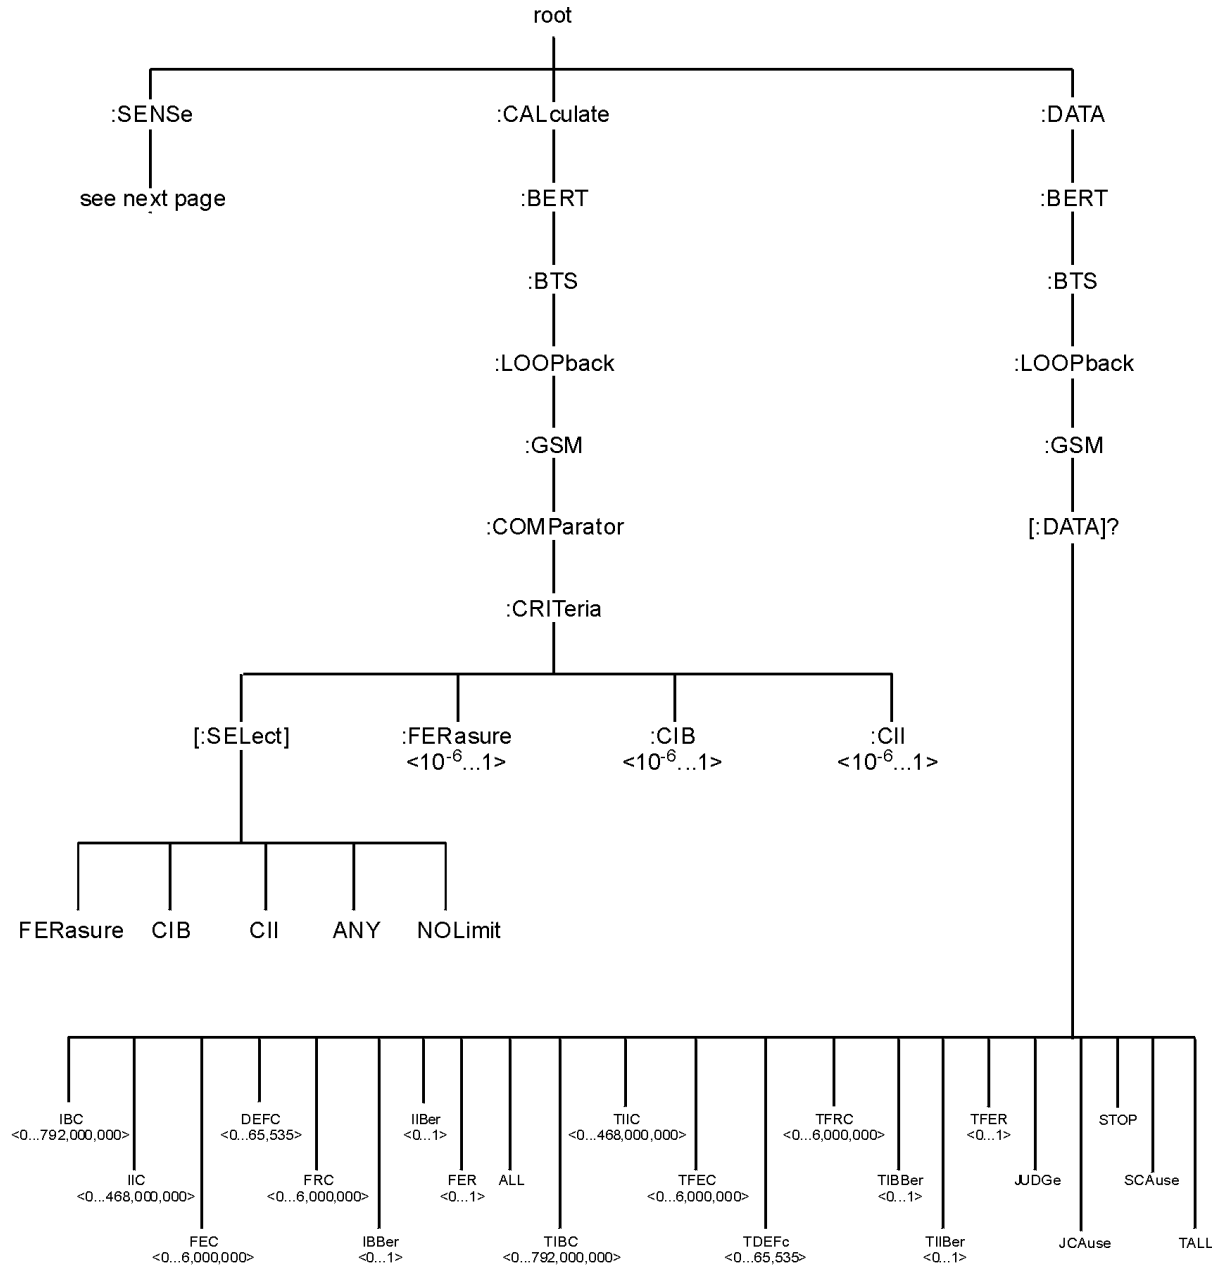 root
:SENSe :CALculate :DATA
see next page :BERT :BERT
:BTS :BTS
:LOOPback :LOOPback
:GSM :GSM
:COMParator [:DATA]?
:CRITeria
[:SELect] :FERasure :CIB :CII
<10-6...1> <10-6...1> <10-6...1>
FERasure CIB CII ANY NOLimit
IBC DEFC IIBer TIIC TFRC TFER STOP
<0...792,000,000> <0...65,535> <0...1> <0...468,000,000> <0...6,000,000> <0...1>
IIC FRC FER ALL TFEC TIBBer JUDGe SCAuse
<0...468,000,000> <0...6,000,000> <0...1> <0...6,000,000> <0...1>
FEC IBBer TIBC TDEFc TIIBer JCAuse TALL
<0...6,000,000> <0...1> <0...792,000,000> <0...65,535> <0...1>